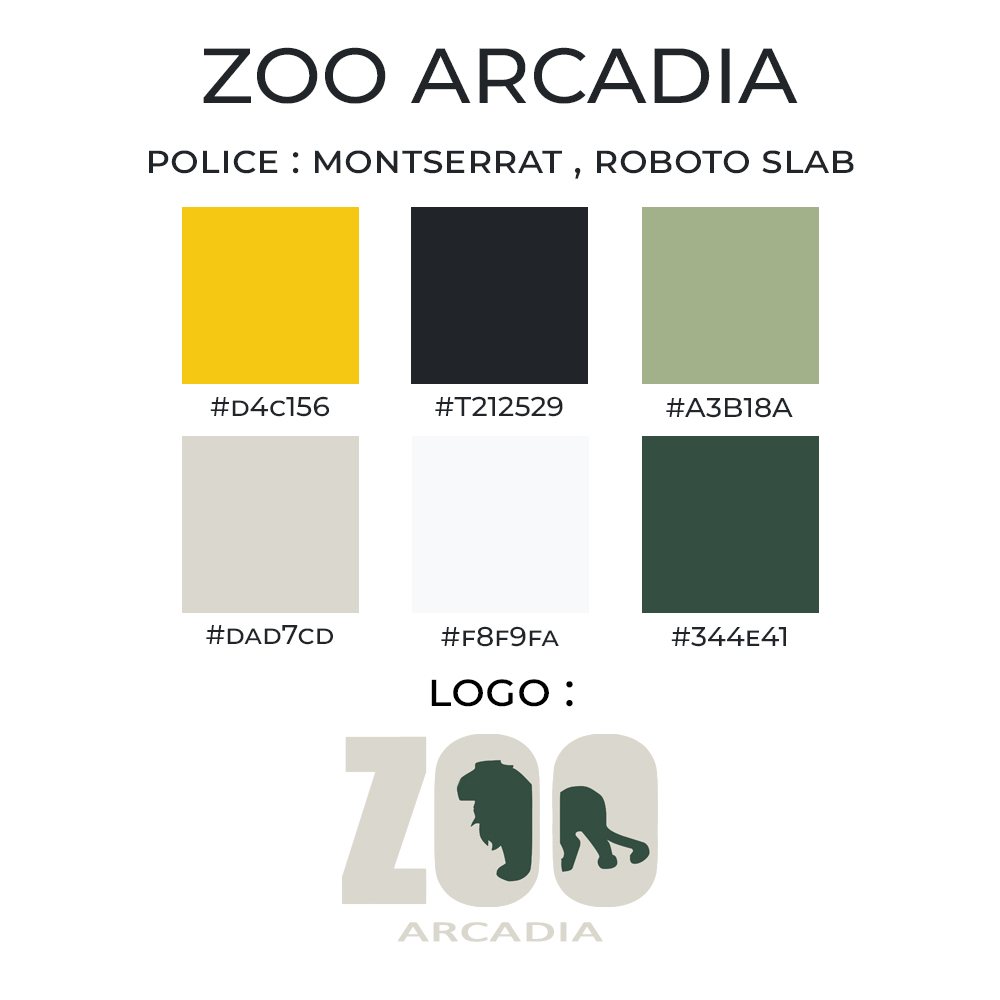 ZOO ARCADIA
POLICE : MONTSERRAT , ROBOTO SLAB
#D4C156 #T212529 #A3B18A
#DAD7CD #F8F9FA #344E41
LOGO :
ZOO
ARCADIA